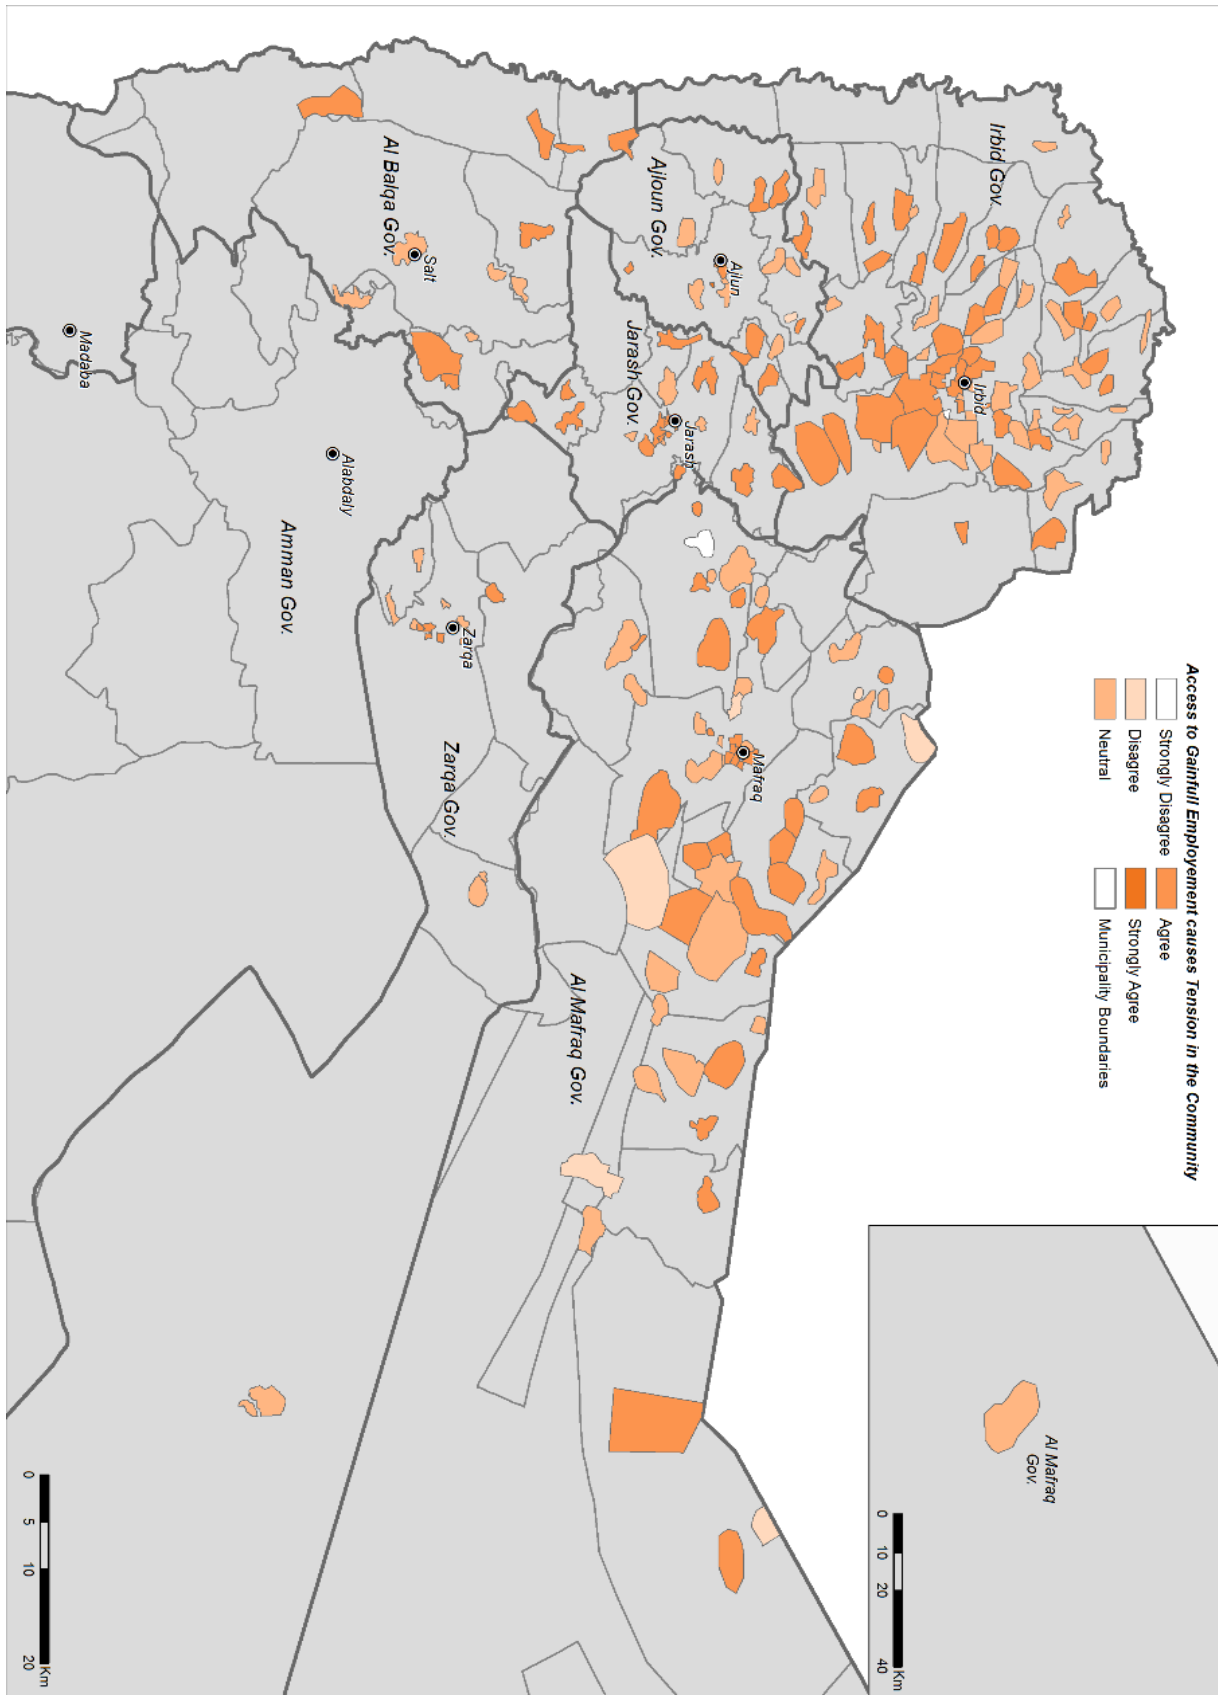 Access to Gainfull Employement causes Tension in the Community
Strongly Disagree
Disagree
Neutral
Agree
Strongly Agree
Municipality Boundaries
Irbid Gov.
Irbid
Ajloun Gov.
Ajlun
Jarash Gov.
Jarash
Al Balqa Gov.
Salt
Madaba
Alabdaly
Amman Gov.
Zarqa
Zarqa Gov.
Mafraq
Al Mafraq Gov.
Al Mafraq
Gov.
0 10 20 40
Km
0 5 10 20
Km